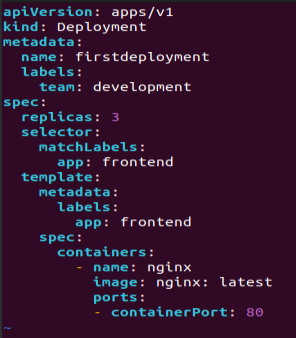 apiVersion: apps/v1
kind: Deployment
metadata:
  name: firstdeployment
  labels:
    team: development
spec:
  replicas: 3
  selector:
    matchLabels:
      app: frontend
  template:
    metadata:
      labels:
        app: frontend
    spec:
      containers:
        - name: nginx
          image: nginx: latest
          ports:
          - containerPort: 80
~